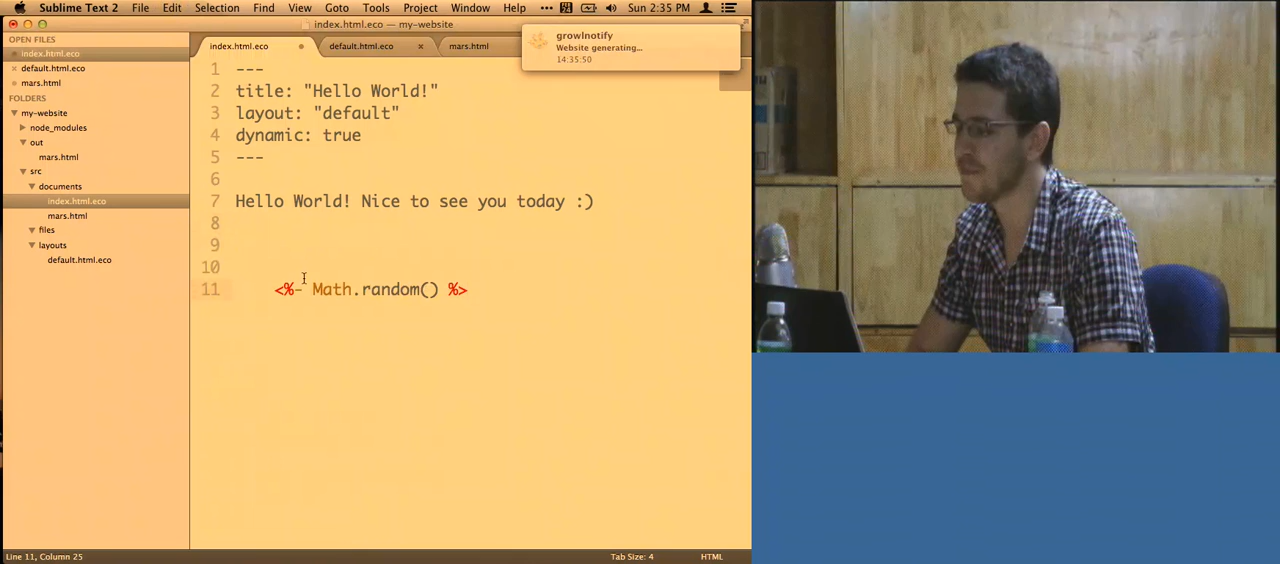 Sublime Text 2 File Edit Selection Find View Goto Tools Project Window Help ••• Sun 2:35 PM
index.html.eco — my-website
OPEN FILES
index.html.eco
default.html.eco
mars.html
FOLDERS
my-website
node_modules
out
mars.html
src
documents
index.html.eco
mars.html
files
layouts
default.html.eco
index.html.eco default.html.eco mars.html
growlnotify
Website generating...
14:35:50
1 ---
2 title: "Hello World!"
3 layout: "default"
4 dynamic: true
5 ---
6
7 Hello World! Nice to see you today :)
8
9
10
11 <%- Math.random() %>
Line 11, Column 25 Tab Size: 4 HTML